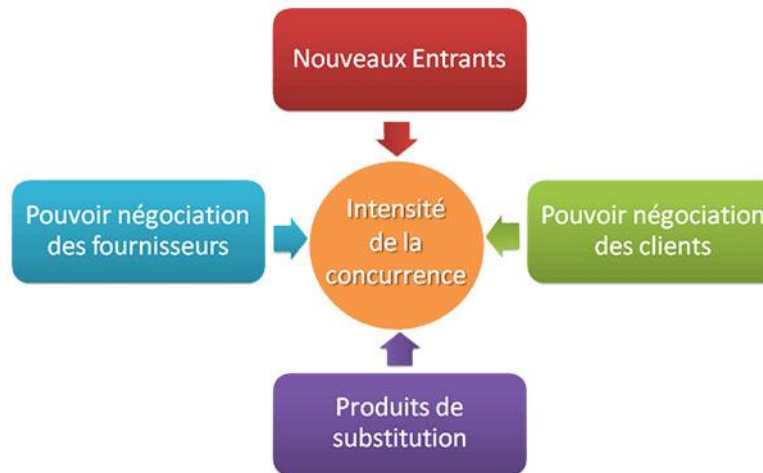 Nouveaux Entrants
Pouvoir négociation
des fournisseurs
Intensité
de la
concurrence
Pouvoir négociation
des clients
Produits de
substitution